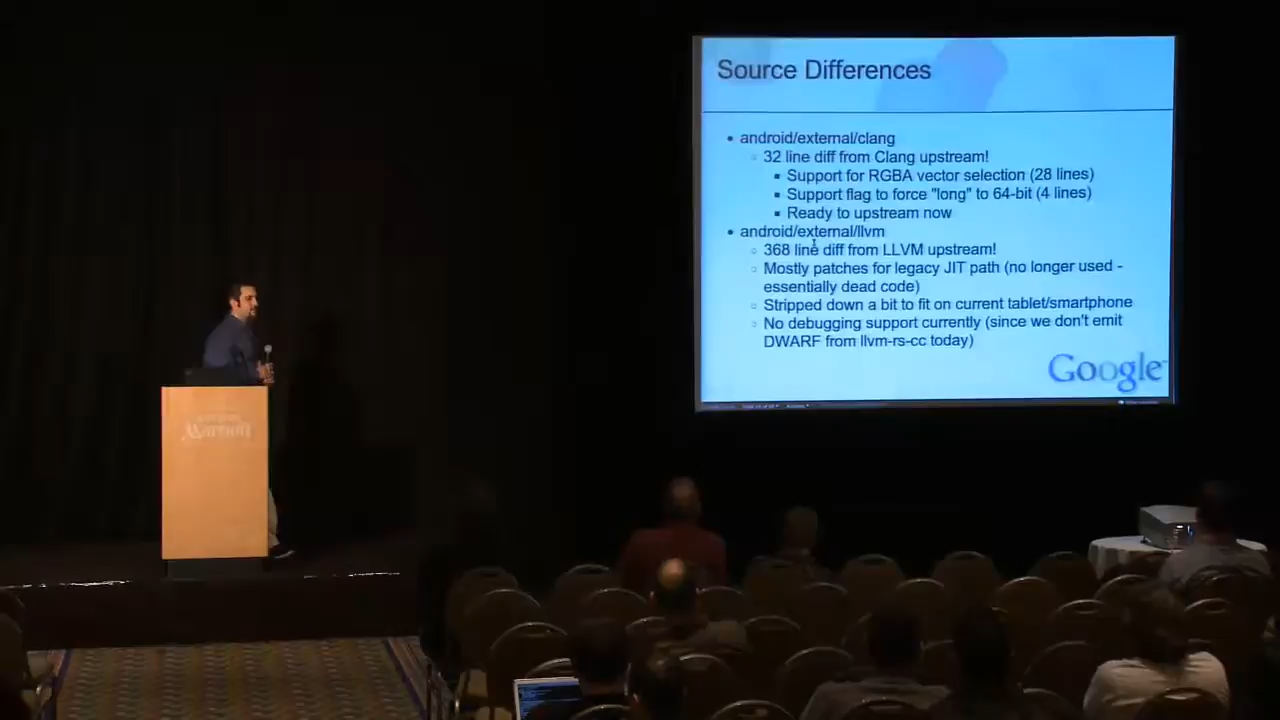 Source Differences
• android/external/clang
○ 32 line diff from Clang upstream!
▪ Support for RGBA vector selection (28 lines)
▪ Support flag to force "long" to 64-bit (4 lines)
▪ Ready to upstream now
• android/external/llvm
○ 368 line diff from LLVM upstream!
○ Mostly patches for legacy JIT path (no longer used -
essentially dead code)
○ Stripped down a bit to fit on current tablet/smartphone
○ No debugging support currently (since we don't emit
DWARF from llvm-rs-cc today)
Google
Marriott